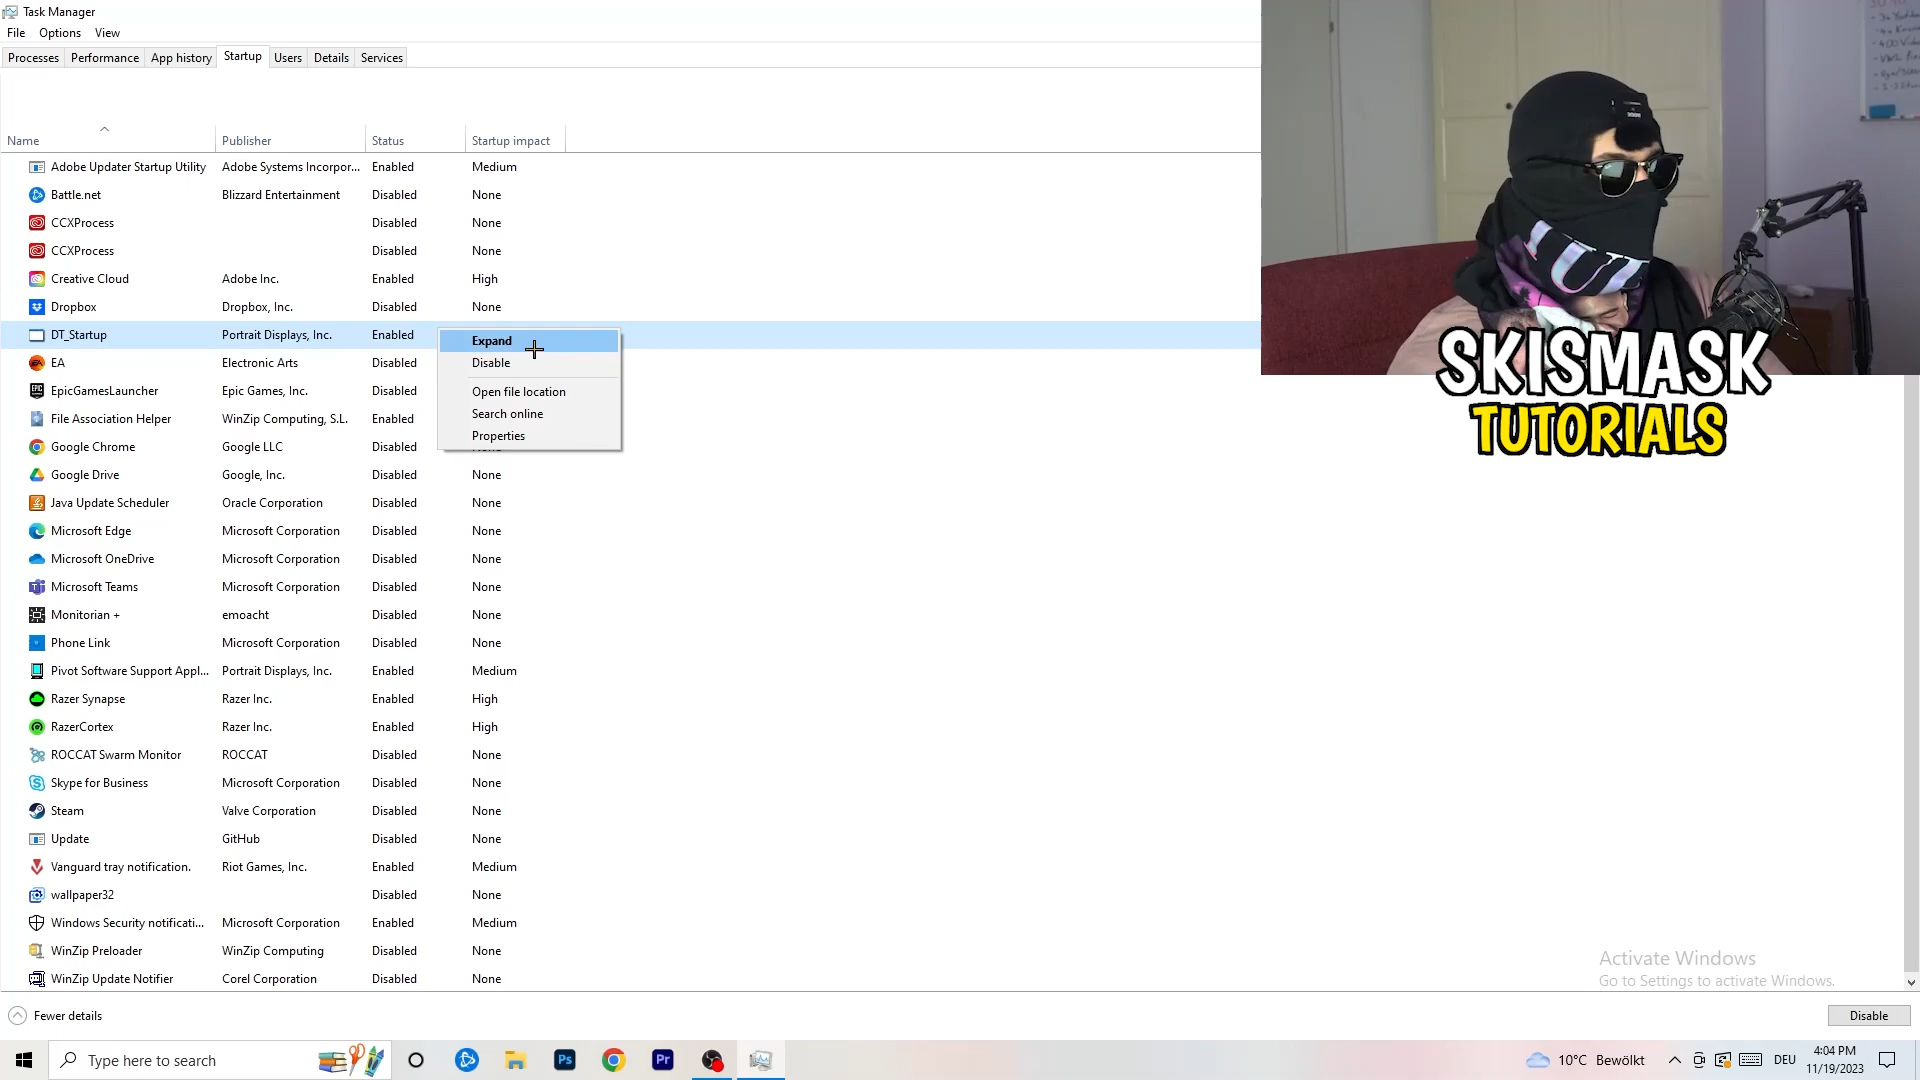 Task Manager
File Options View
Processes Performance App history Startup Users Details Services
Name Publisher Status Startup impact
Adobe Updater Startup Utility Adobe Systems Incorpor... Enabled Medium
Battle.net Blizzard Entertainment Disabled None
CCXProcess Disabled None
CCXProcess Disabled None
Creative Cloud Adobe Inc. Enabled High
Dropbox Dropbox, Inc. Disabled None
DT_Startup Portrait Displays, Inc. Enabled
EA Electronic Arts Disabled
EpicGamesLauncher Epic Games, Inc. Disabled
File Association Helper WinZip Computing, S.L. Enabled
Google Chrome Google LLC Disabled
Google Drive Google, Inc. Disabled None
Java Update Scheduler Oracle Corporation Disabled None
Microsoft Edge Microsoft Corporation Disabled None
Microsoft OneDrive Microsoft Corporation Disabled None
Microsoft Teams Microsoft Corporation Disabled None
Monitorian + emoacht Disabled None
Phone Link Microsoft Corporation Disabled None
Pivot Software Support Appl... Portrait Displays, Inc. Enabled Medium
Razer Synapse Razer Inc. Enabled High
RazerCortex Razer Inc. Enabled High
ROCCAT Swarm Monitor ROCCAT Disabled None
Skype for Business Microsoft Corporation Disabled None
Steam Valve Corporation Disabled None
Update GitHub Disabled None
Vanguard tray notification. Riot Games, Inc. Enabled Medium
wallpaper32 Disabled None
Windows Security notificati... Microsoft Corporation Enabled Medium
WinZip Preloader WinZip Computing Disabled None
WinZip Update Notifier Corel Corporation Disabled None
Expand
Disable
Open file location
Search online
Properties
SKISMASK
TUTORIALS
Activate Windows
Go to Settings to activate Windows.
Fewer details
Disable
Type here to search
Ps
Pr
10°C Bewölkt
DEU
4:04 PM
11/19/2023